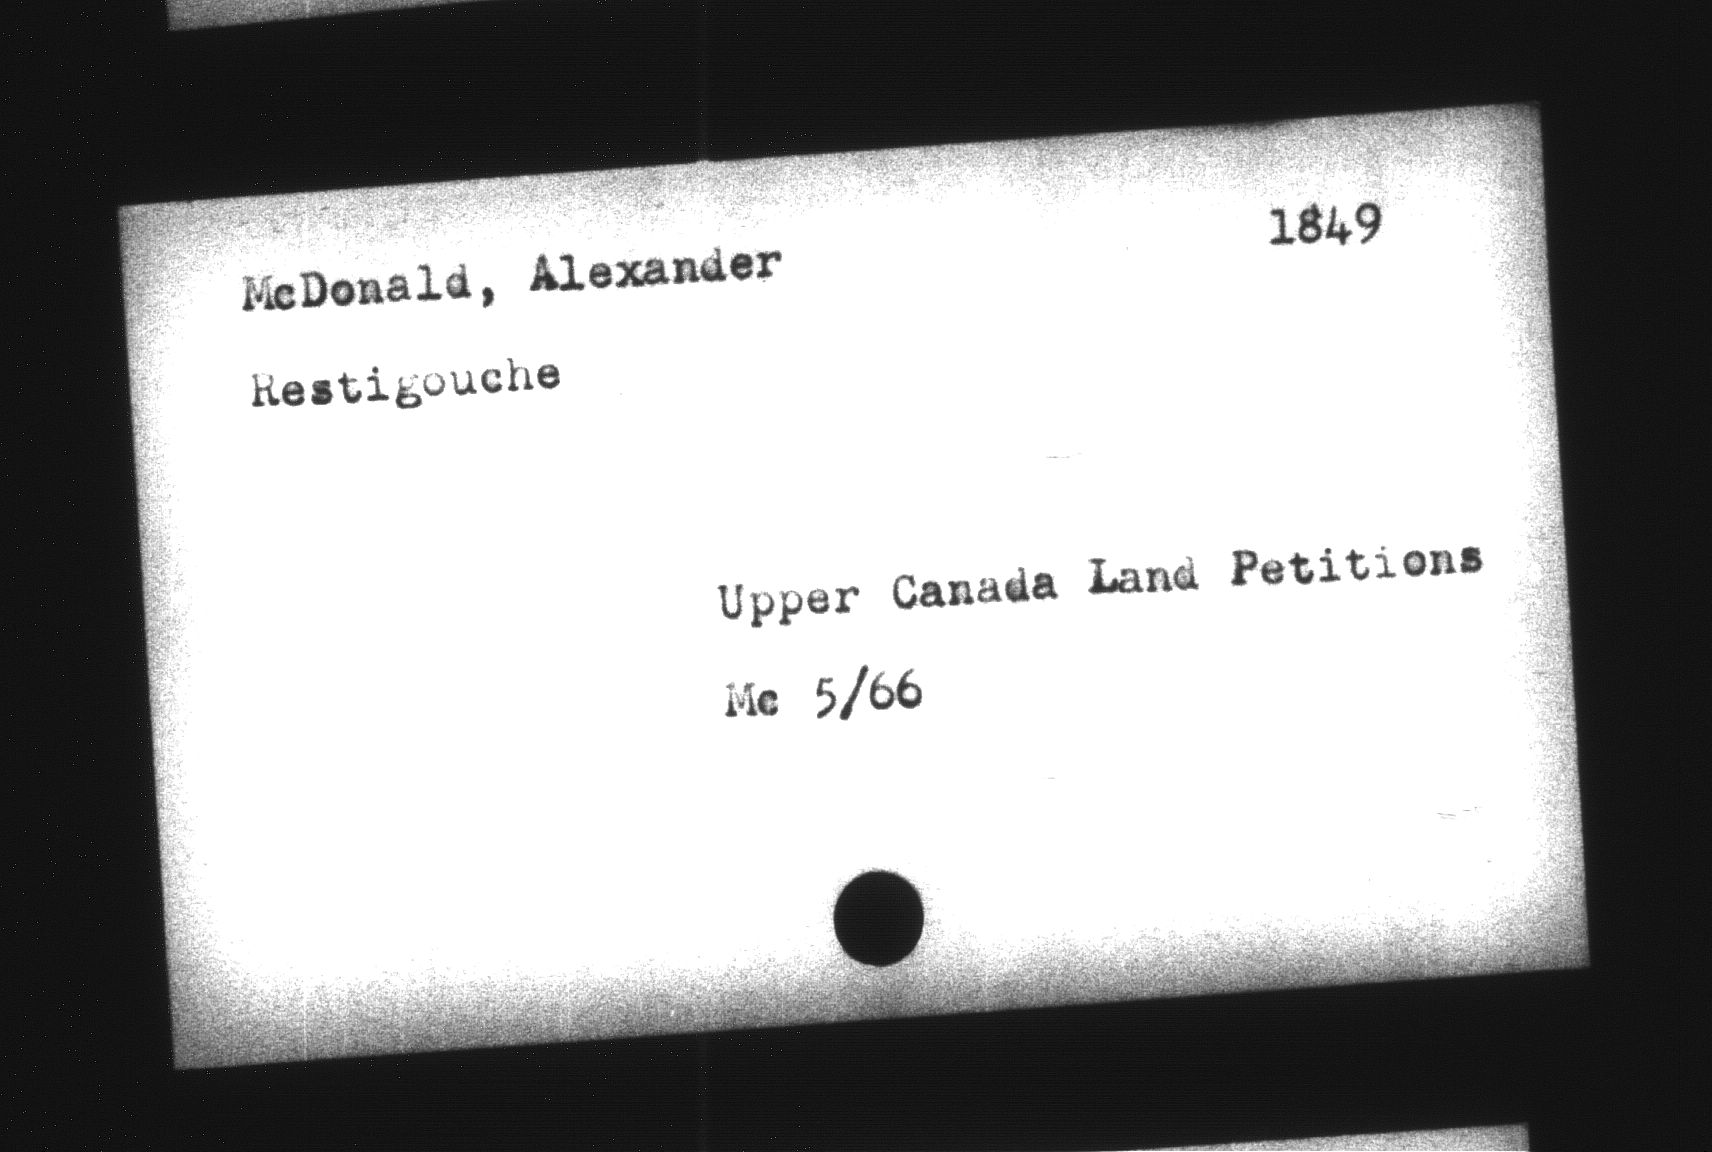 McDonald, Alexander
1849
Restigouche
Upper Canada Land Petitions
Mc 5/66